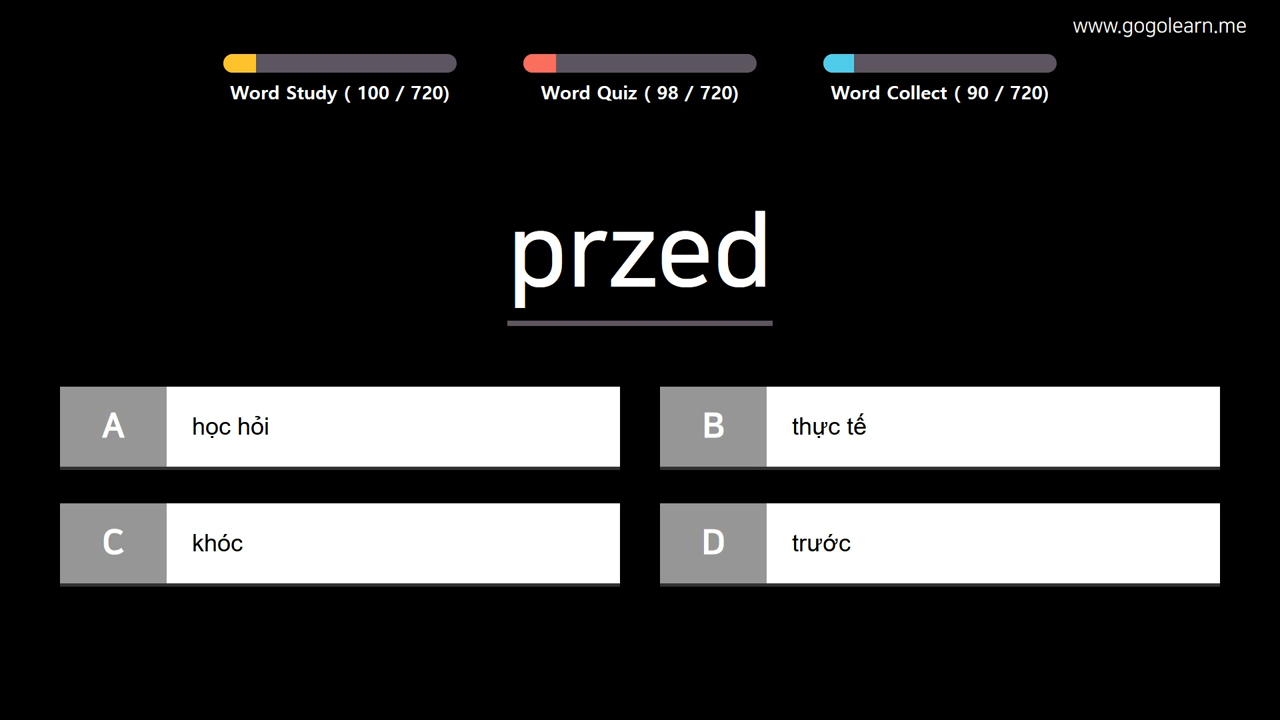 www.gogolearn.me
Word Study ( 100 / 720)
Word Quiz ( 98 / 720)
Word Collect ( 90 / 720)
przed
A học hỏi
B thực tế
C khóc
D trước